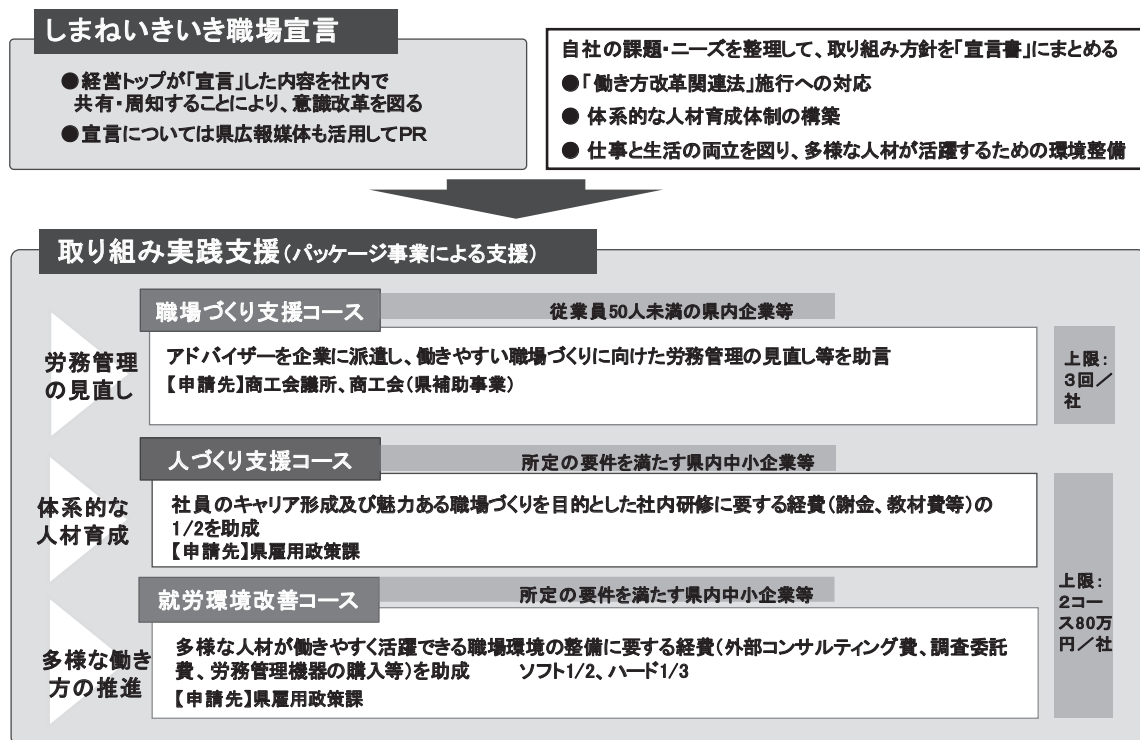 しまねいきいき職場宣言
●経営トップが「宣言」した内容を社内で
共有・周知することにより、意識改革を図る
●宣言については県広報媒体も活用してPR
自社の課題・ニーズを整理して、取り組み方針を「宣言書」にまとめる
●「働き方改革関連法」施行への対応
● 体系的な人材育成体制の構築
● 仕事と生活の両立を図り、多様な人材が活躍するための環境整備
取り組み実践支援(パッケージ事業による支援)
職場づくり支援コース
従業員50人未満の県内企業等
労務管理
の見直し
アドバイザーを企業に派遣し、働きやすい職場づくりに向けた労務管理の見直し等を助言
【申請先】商工会議所、商工会(県補助事業)
上限:
3回/
社
人づくり支援コース
所定の要件を満たす県内中小企業等
体系的な
人材育成
社員のキャリア形成及び魅力ある職場づくりを目的とした社内研修に要する経費(謝金、教材費等)の
1/2を助成
【申請先】県雇用政策課
就労環境改善コース
所定の要件を満たす県内中小企業等
多様な働き
方の推進
多様な人材が働きやすく活躍できる職場環境の整備に要する経費(外部コンサルティング費、調査委託
費、労務管理機器の購入等)を助成 ソフト1/2、ハード1/3
【申請先】県雇用政策課
上限:
2コー
ス80万
円/社